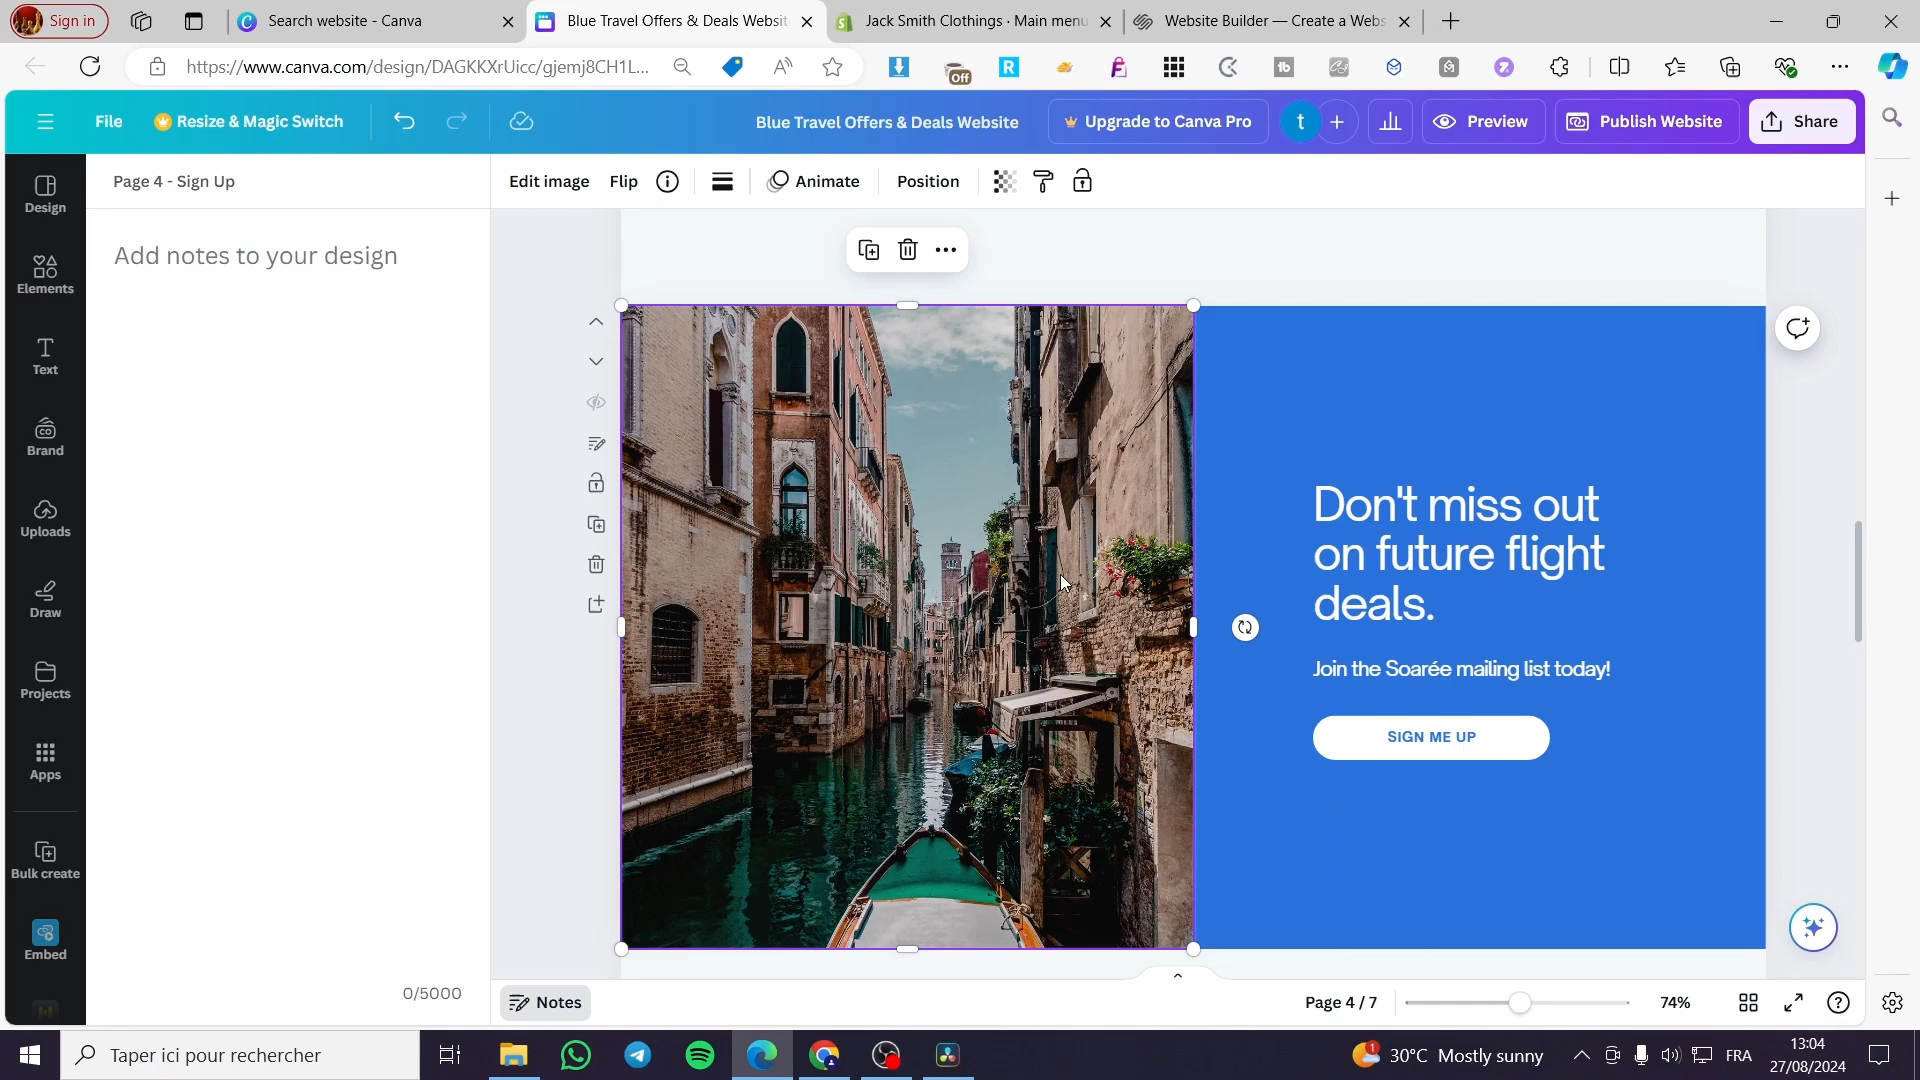 Sign in
Search website - Canva
Blue Travel Offers & Deals Websit
Jack Smith Clothings · Main menu
Website Builder — Create a Webs
https://www.canva.com/design/DAGKKXrUicc/gjemj8CH1L...
Off
File
Resize & Magic Switch
Blue Travel Offers & Deals Website
Upgrade to Canva Pro
t
Preview
Publish Website
Share
Design
Elements
Text
Brand
Uploads
Draw
Projects
Apps
Bulk create
Embed
Page 4 - Sign Up
Add notes to your design
0/5000
Edit image
Flip
Animate
Position
Don't miss out
on future flight
deals.
Join the Soarée mailing list today!
SIGN ME UP
Notes
Page 4 / 7
74%
Taper ici pour rechercher
1
30°C Mostly sunny
FRA
13:04
27/08/2024